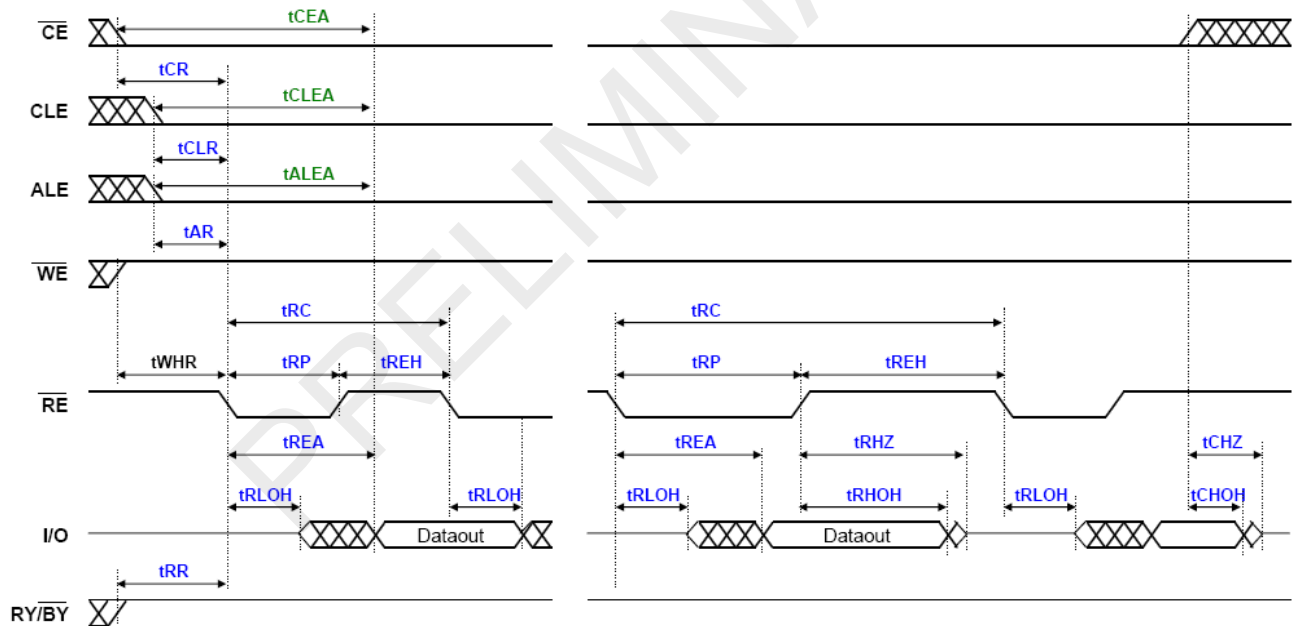 CE tCEA
tCR
CLE tCLEA
tCLR
ALE tALEA
tAR
WE
tRC tRC
tWHR tRP tREH tRP tREH
RE
tREA tREA tRHZ tCHZ
tRLOH tRLOH tRLOH tRHOH tRLOH tCHOH
I/O Dataout Dataout
tRR
RY/BY
PRELIMINA